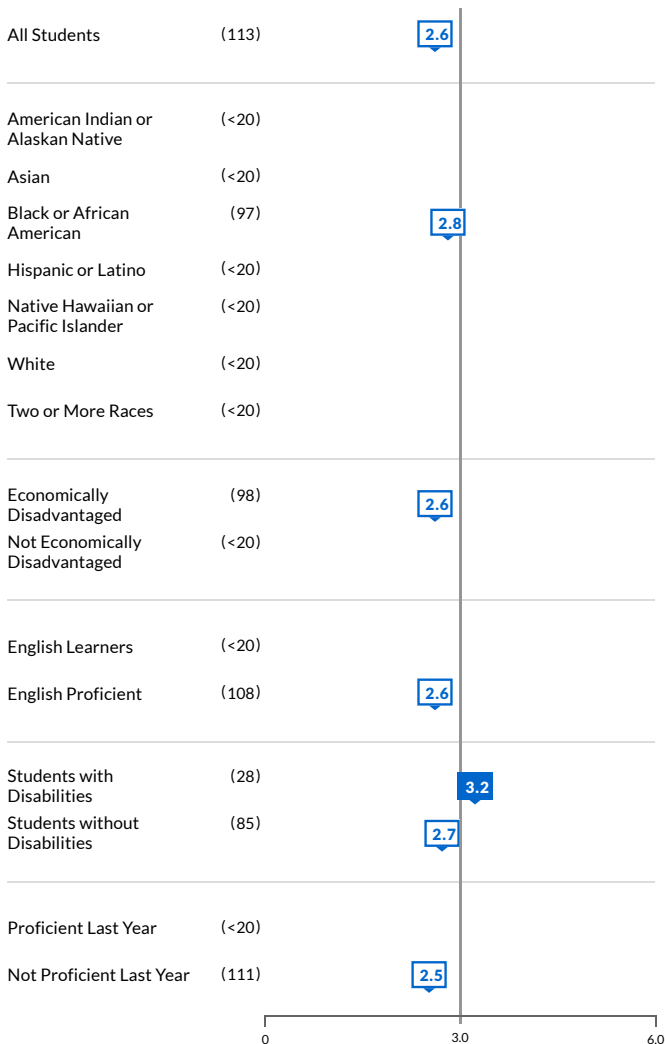 All Students (113) 2.6
American Indian or (<20)
Alaskan Native
Asian (<20)
Black or African (97) 2.8
American
Hispanic or Latino (<20)
Native Hawaiian or (<20)
Pacific Islander
White (<20)
Two or More Races (<20)
Economically (98) 2.6
Disadvantaged
Not Economically (<20)
Disadvantaged
English Learners (<20)
English Proficient (108) 2.6
Students with (28) 3.2
Disabilities
Students without (85) 2.7
Disabilities
Proficient Last Year (<20)
Not Proficient Last Year (111) 2.5
0 3.0 6.0